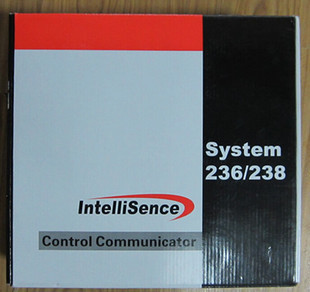 System
236/238
IntelliSence
Control Communicator